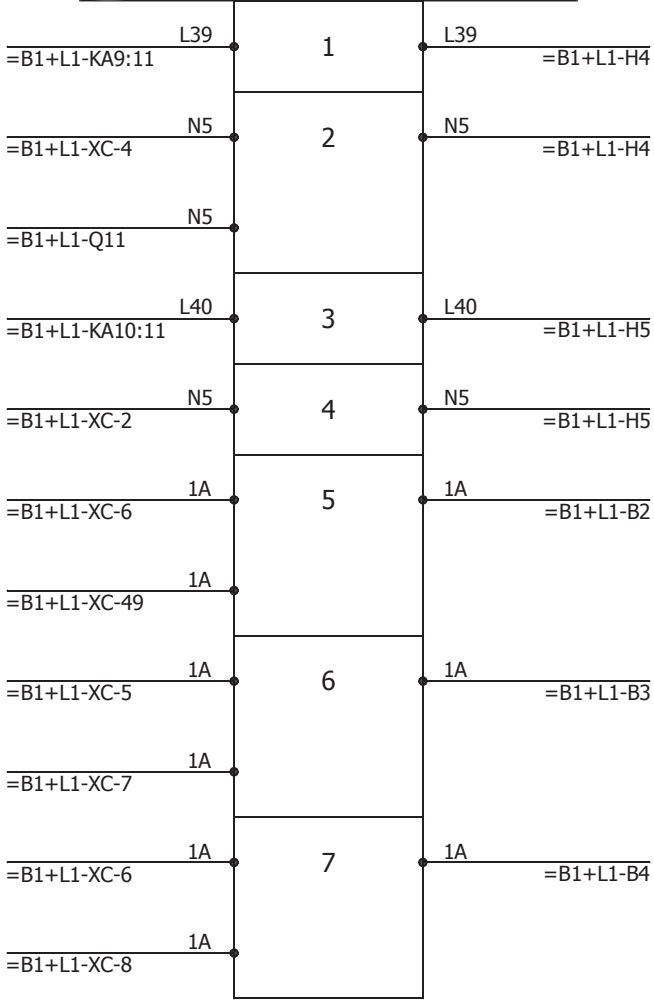 L39 1 L39
=B1+L1-KA9:11 =B1+L1-H4
N5 2 N5
=B1+L1-XC-4 =B1+L1-H4
N5
=B1+L1-Q11
L40 3 L40
=B1+L1-KA10:11 =B1+L1-H5
N5 4 N5
=B1+L1-XC-2 =B1+L1-H5
1A 5 1A
=B1+L1-XC-6 =B1+L1-B2
1A
=B1+L1-XC-49
1A 6 1A
=B1+L1-XC-5 =B1+L1-B3
1A
=B1+L1-XC-7
1A 7 1A
=B1+L1-XC-6 =B1+L1-B4
1A
=B1+L1-XC-8